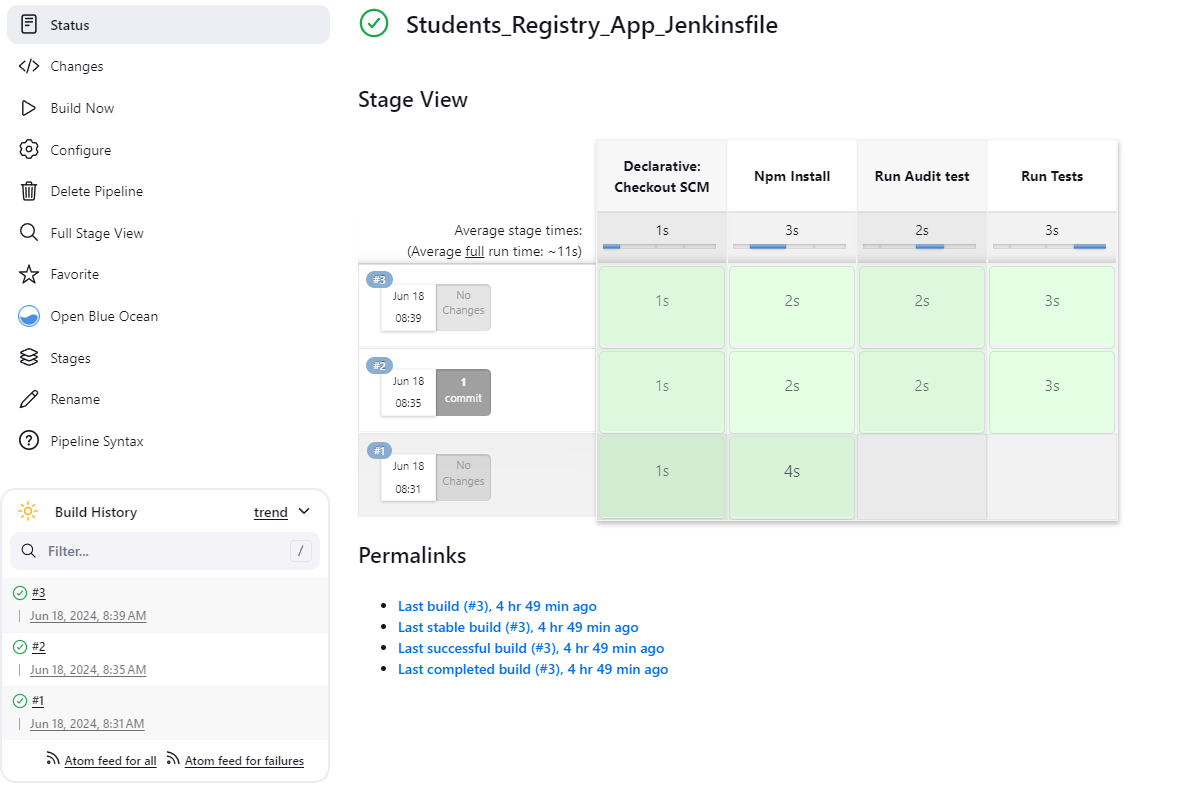 Status
Changes
Build Now
Configure
Delete Pipeline
Full Stage View
Favorite
Open Blue Ocean
Stages
Rename
Pipeline Syntax
Build History
trend
Filter...
/
#3
Jun 18, 2024, 8:39 AM
#2
Jun 18, 2024, 8:35 AM
#1
Jun 18, 2024, 8:31 AM
Atom feed for all
Atom feed for failures
Students_Registry_App_Jenkinsfile
Stage View
Declarative:
Checkout SCM
Npm Install
Run Audit test
Run Tests
Average stage times:
(Average full run time: ~11s)
1s
3s
2s
3s
#3
Jun 18
08:39
No
Changes
1s
2s
2s
3s
#2
Jun 18
08:35
1
commit
1s
2s
2s
3s
#1
Jun 18
08:31
No
Changes
1s
4s
Permalinks
Last build (#3), 4 hr 49 min ago
Last stable build (#3), 4 hr 49 min ago
Last successful build (#3), 4 hr 49 min ago
Last completed build (#3), 4 hr 49 min ago